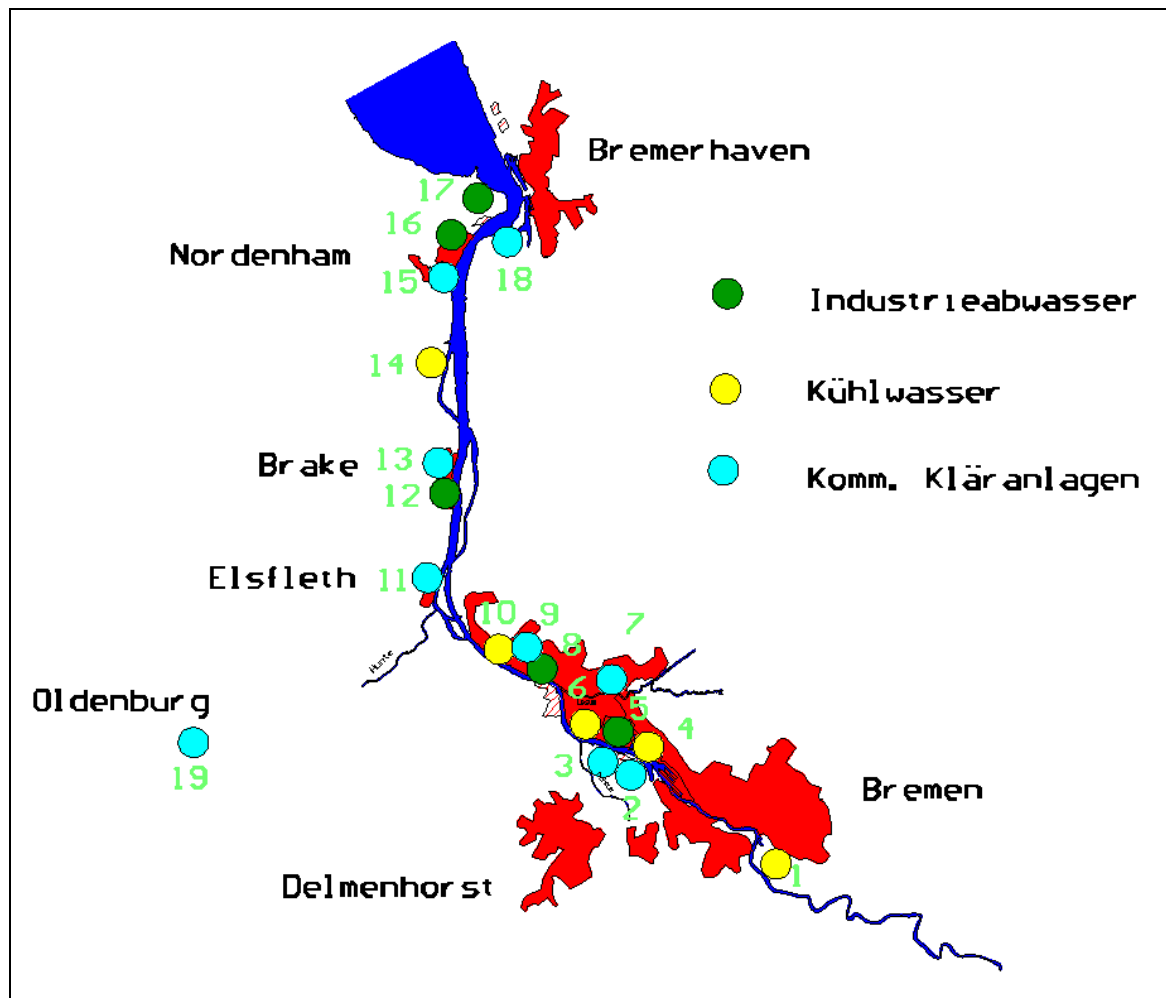 Bremerhaven
17
16
Nordenham
18
15
Industrieabwasser
14
Kühlwasser
Brake
13
Komm. Kläranlagen
12
Elsfleth
11
10
9
8
7
Hunte
6
5
4
Oldenburg
3
19
2
Bremen
Delmenhorst
1